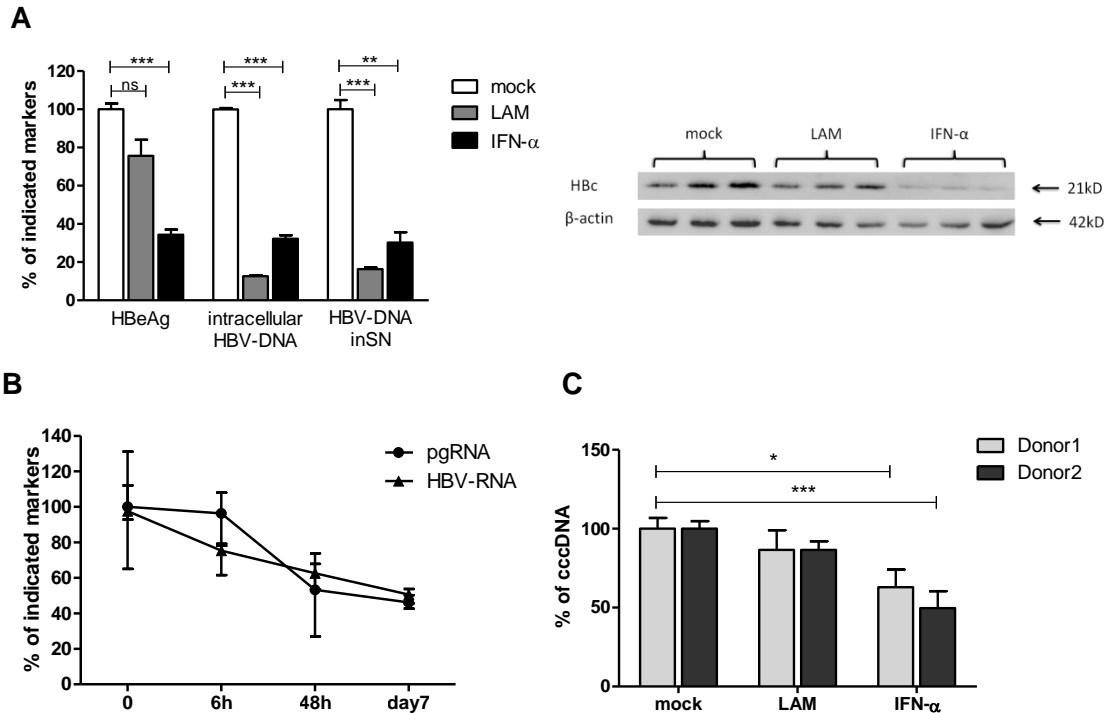 A
% of indicated markers
120
100
80
60
40
20
0
***
ns
***
***
**
***
HBeAg
intracellular
HBV-DNA
HBV-DNA
inSN
mock
LAM
IFN-α
mock
LAM
IFN-α
HBc
21kD
β-actin
42kD
B
% of indicated markers
140
120
100
80
60
40
20
0
0
6h
48h
day7
pgRNA
HBV-RNA
C
% of cccDNA
150
100
50
0
*
***
mock
LAM
IFN-α
Donor1
Donor2